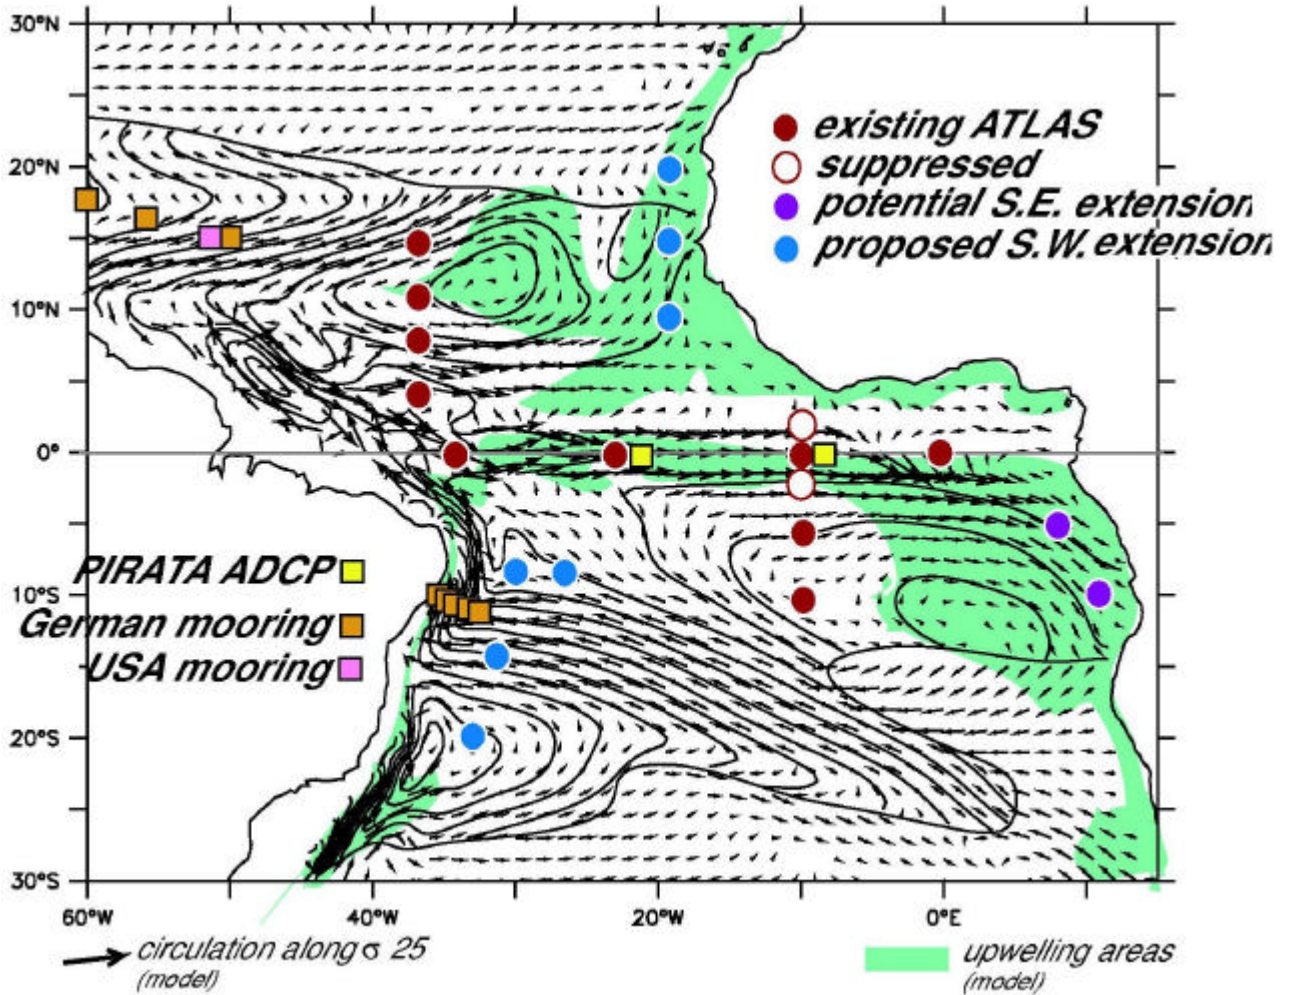 30°N
20°N
10°N
0°
10°S
20°S
30°S
existing ATLAS
suppressed
potential S.E. extension
proposed S.W. extension
PIRATA ADCP
German mooring
USA mooring
60°W
40°W
20°W
0°E
circulation along σ 25
(model)
upwelling areas
(model)